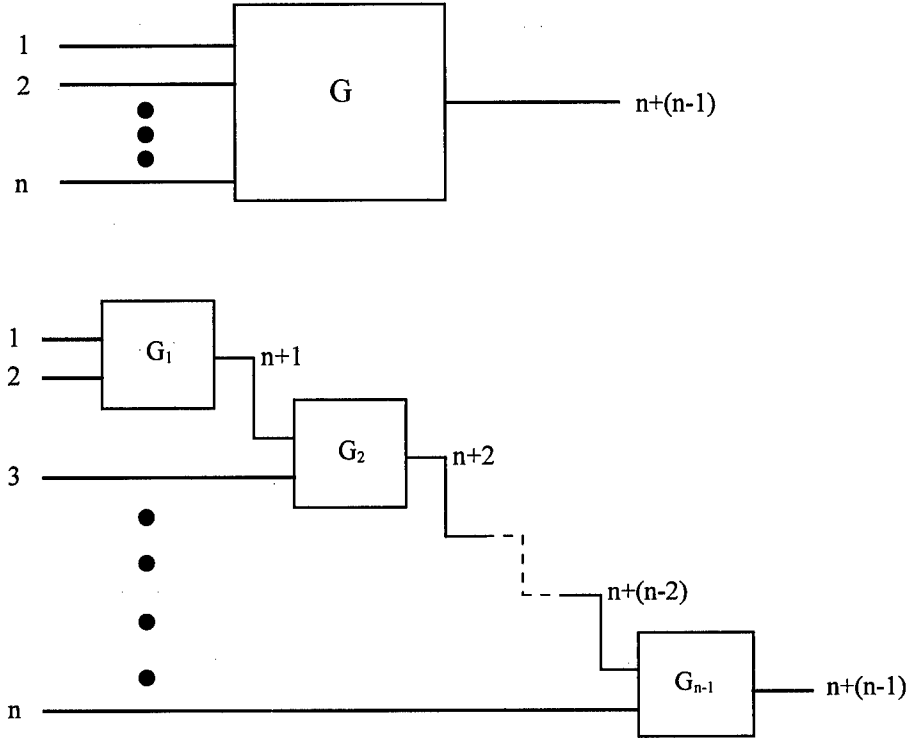 1
2
G
n+(n-1)
n
1
G₁
n+1
2
G₂
n+2
3
n+(n-2)
Gₙ₋₁
n+(n-1)
n